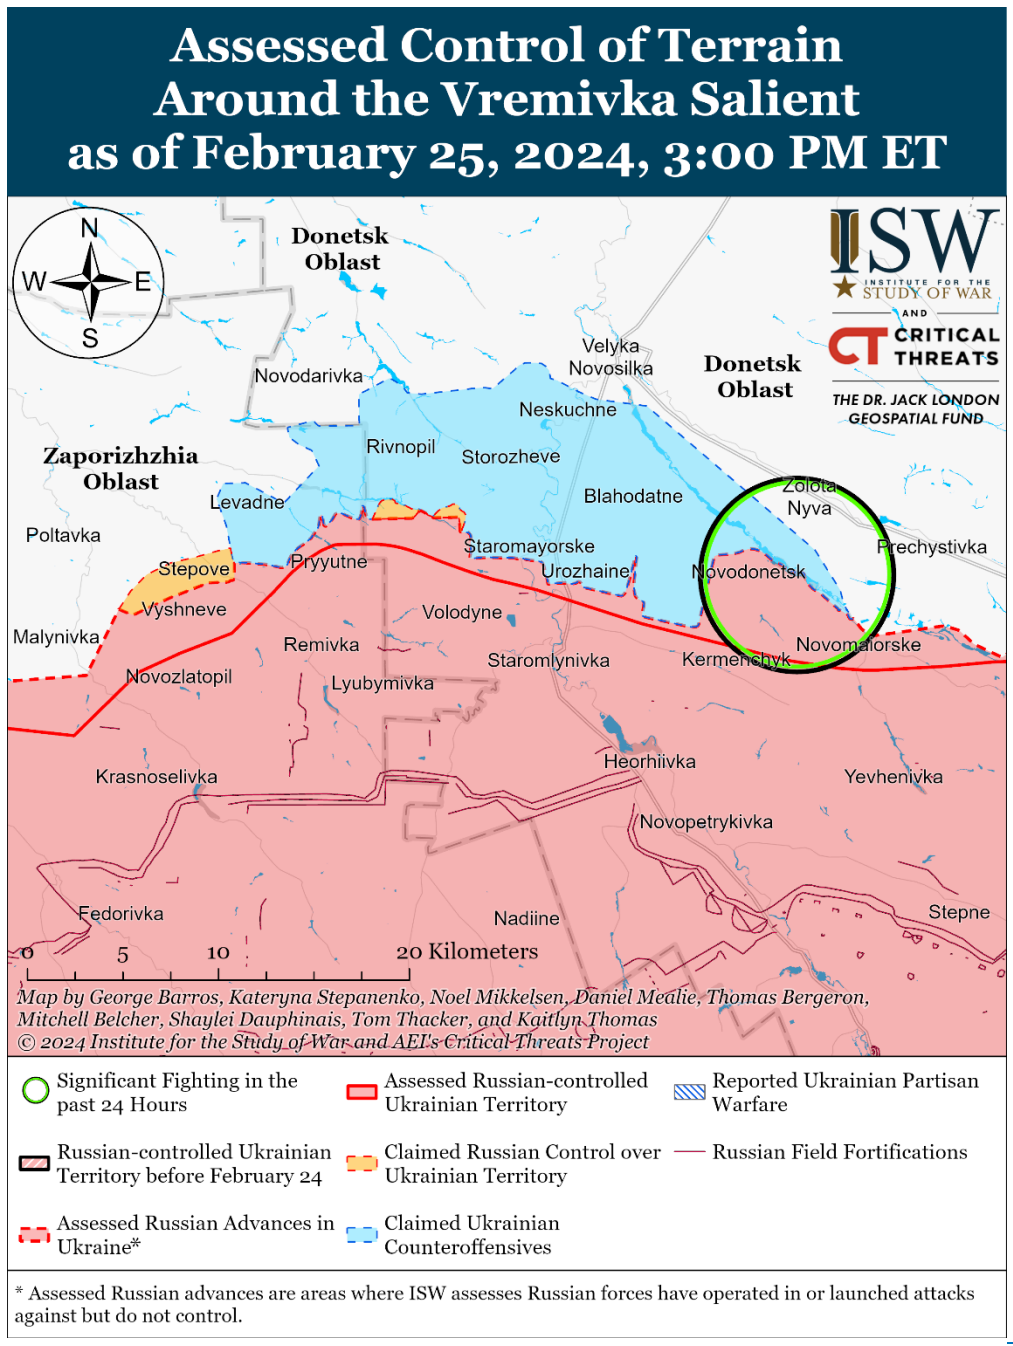 Assessed Control of Terrain
Around the Vremivka Salient
as of February 25, 2024, 3:00 PM ET
N
W
E
S
Donetsk
Oblast
ISW
INSTITUTE FOR THE
STUDY OF WAR
AND
CT CRITICAL
THREATS
THE DR. JACK LONDON
GEOSPATIAL FUND
Velyka
Novosilka
Donetsk
Oblast
Novodarivka
Neskuchne
Rivnopil
Storozheve
Zaporizhzhia
Oblast
Levadne
Blahodatne
Zolota
Nyva
Poltavka
Staromayorske
Prechystivka
Stepove
Pryyutne
Urozhaine
Novodonetsk
Vyshneve
Volodyne
Malynivka
Remivka
Novomaiorske
Staromlynivka
Kermenchyk
Novozlatopil
Lyubymivka
Heorhiivka
Krasnoselivka
Yevhenivka
Novopetrykivka
Fedorivka
Nadiine
Stepne
0 5 10 20 Kilometers
Map by George Barros, Kateryna Stepanenko, Noel Mikkelsen, Daniel Mealie, Thomas Bergeron,
Mitchell Belcher, Shaylei Dauphinais, Tom Thacker, and Kaitlyn Thomas
© 2024 Institute for the Study of War and AEI's Critical Threats Project
Significant Fighting in the
past 24 Hours
Russian-controlled Ukrainian
Territory before February 24
Assessed Russian Advances in
Ukraine*
Assessed Russian-controlled
Ukrainian Territory
Claimed Russian Control over
Ukrainian Territory
Claimed Ukrainian
Counteroffensives
Reported Ukrainian Partisan
Warfare
Russian Field Fortifications
* Assessed Russian advances are areas where ISW assesses Russian forces have operated in or launched attacks
against but do not control.